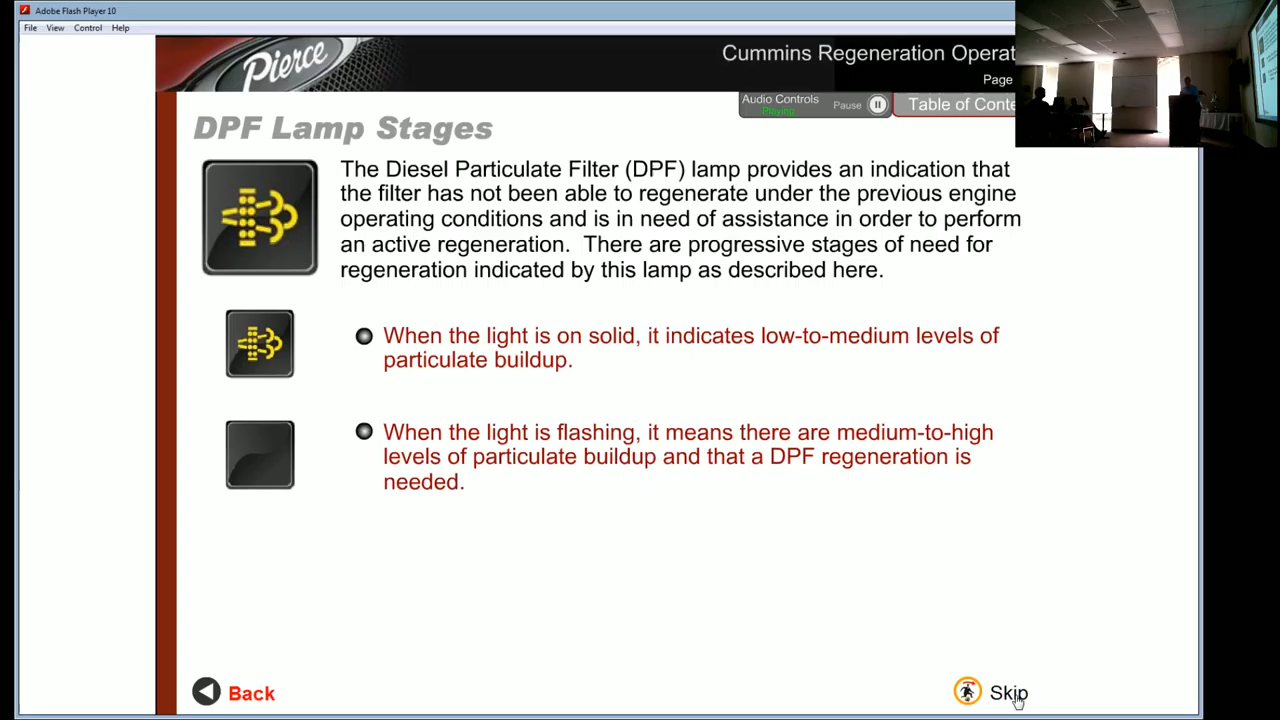 Adobe Flash Player 10
File View Control Help
Pierce
Cummins Regeneration Operat
Page
Audio Controls
Playing
Pause
Table of Conte
DPF Lamp Stages
The Diesel Particulate Filter (DPF) lamp provides an indication that
the filter has not been able to regenerate under the previous engine
operating conditions and is in need of assistance in order to perform
an active regeneration. There are progressive stages of need for
regeneration indicated by this lamp as described here.
When the light is on solid, it indicates low-to-medium levels of
particulate buildup.
When the light is flashing, it means there are medium-to-high
levels of particulate buildup and that a DPF regeneration is
needed.
Back
Skip